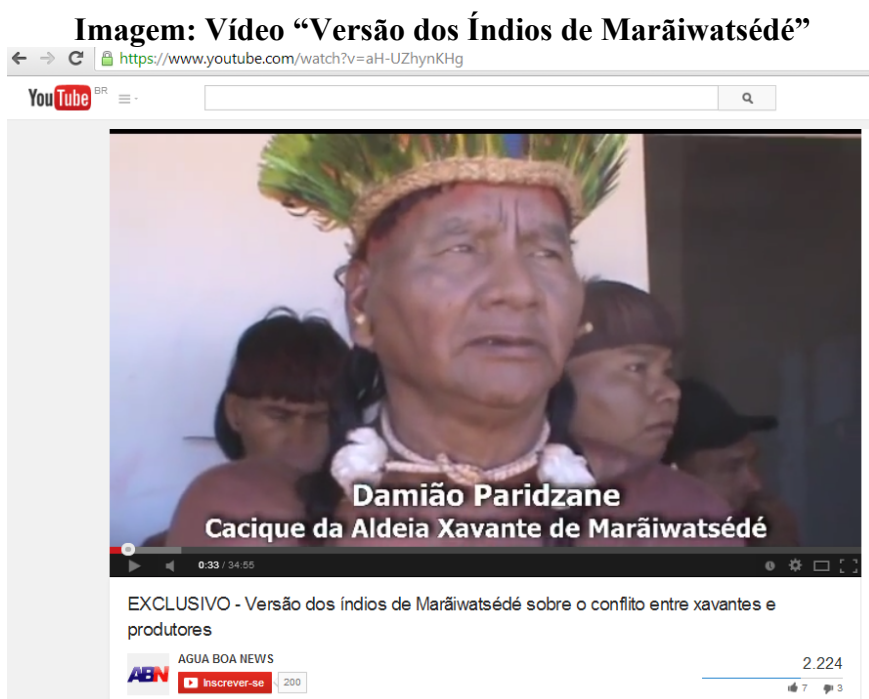 Imagem: Vídeo “Versão dos Índios de Marãiwatsédé”
https://www.youtube.com/watch?v=aH-UZhynKHg
YouTube BR
Damião Paridzane
Cacique da Aldeia Xavante de Marãiwatsédé
0:33 / 34:55
EXCLUSIVO - Versão dos índios de Marãiwatsédé sobre o conflito entre xavantes e
produtores
ABN AGUA BOA NEWS
Inscrever-se 200
2.224
7 3